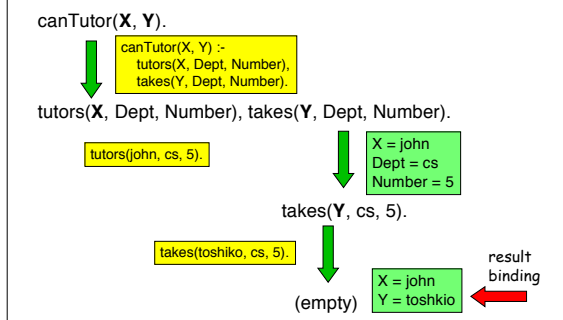 canTutor(X, Y).
canTutor(X, Y) :-
tutors(X, Dept, Number),
takes(Y, Dept, Number).
tutors(X, Dept, Number), takes(Y, Dept, Number).
tutors(john, cs, 5).
X = john
Dept = cs
Number = 5
takes(Y, cs, 5).
takes(toshiko, cs, 5).
(empty)
X = john
Y = toshkio
result
binding